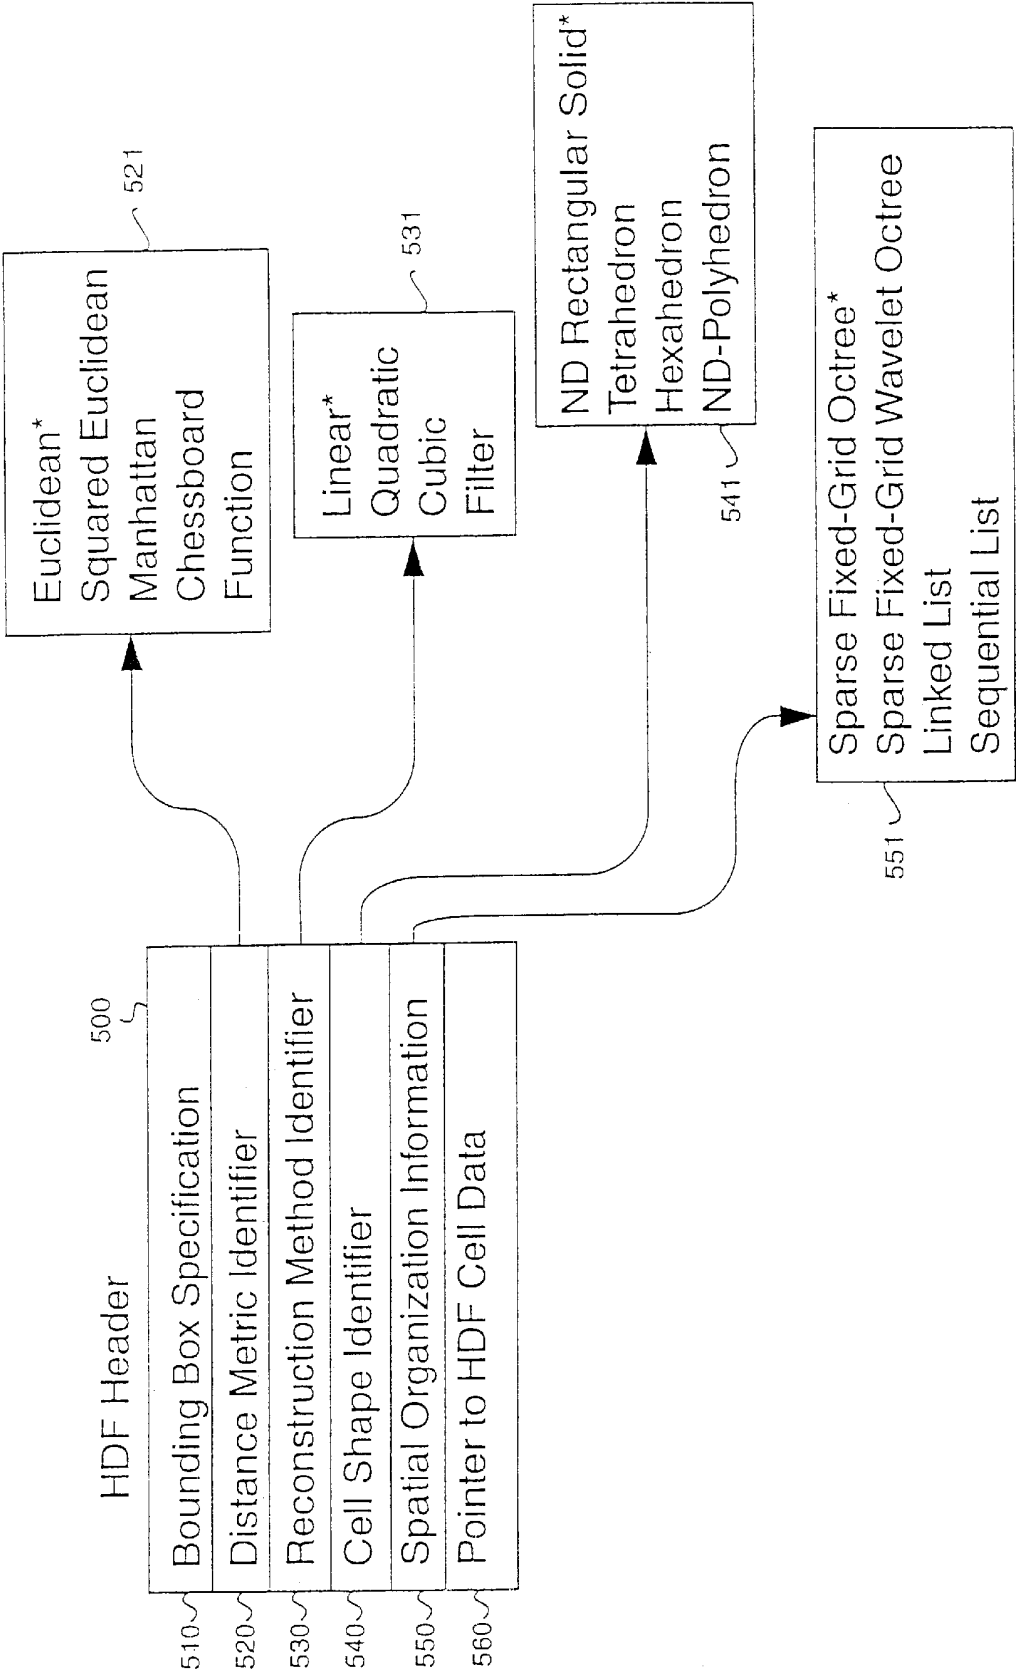 HDF Header
500
510
Bounding Box Specification
520
Distance Metric Identifier
530
Reconstruction Method Identifier
540
Cell Shape Identifier
550
Spatial Organization Information
560
Pointer to HDF Cell Data
521
Euclidean*
Squared Euclidean
Manhattan
Chessboard
Function
531
Linear*
Quadratic
Cubic
Filter
541
ND Rectangular Solid*
Tetrahedron
Hexahedron
ND-Polyhedron
551
Sparse Fixed-Grid Octree*
Sparse Fixed-Grid Wavelet Octree
Linked List
Sequential List